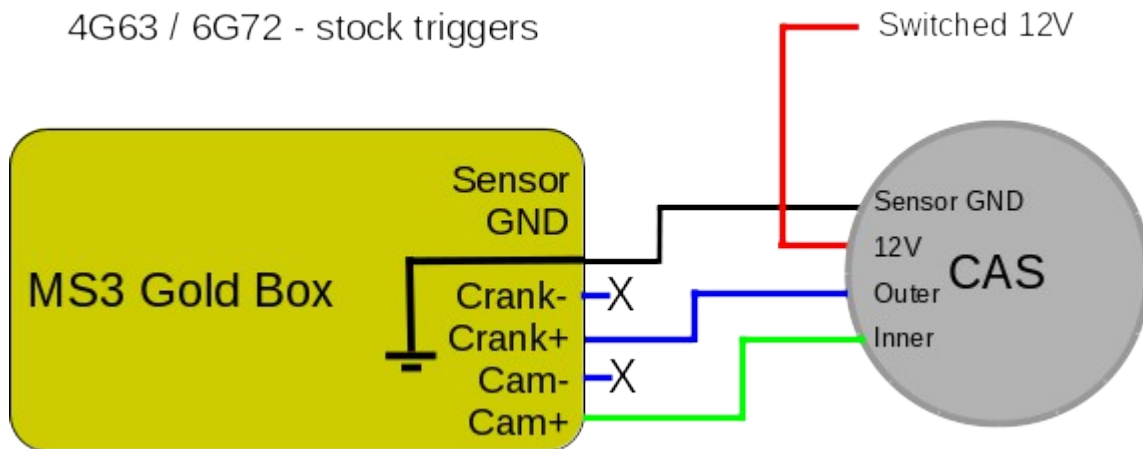 4G63 / 6G72 - stock triggers
Switched 12V
Sensor
GND
MS3 Gold Box
Crank-
X
Crank+
Cam-
X
Cam+
Sensor GND
12V
CAS
Outer
Inner